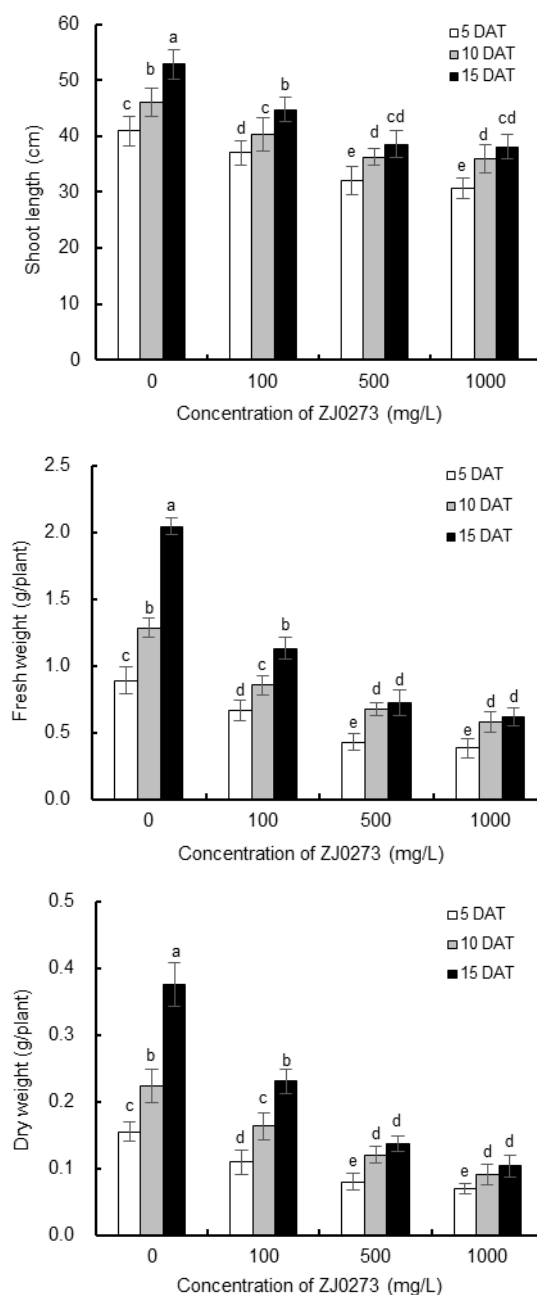 60
50
40
30
20
10
0
Shoot length (cm)
5 DAT
10 DAT
15 DAT
c b a
d c b
e d cd
e d cd
0 100 500 1000
Concentration of ZJ0273 (mg/L)
2.5
2.0
1.5
1.0
0.5
0.0
Fresh weight (g/plant)
5 DAT
10 DAT
15 DAT
c b a
d c b
e d d
e d d
0 100 500 1000
Concentration of ZJ0273 (mg/L)
0.5
0.4
0.3
0.2
0.1
0.0
Dry weight (g/plant)
5 DAT
10 DAT
15 DAT
c b a
d c b
e d d
e d d
0 100 500 1000
Concentration of ZJ0273 (mg/L)